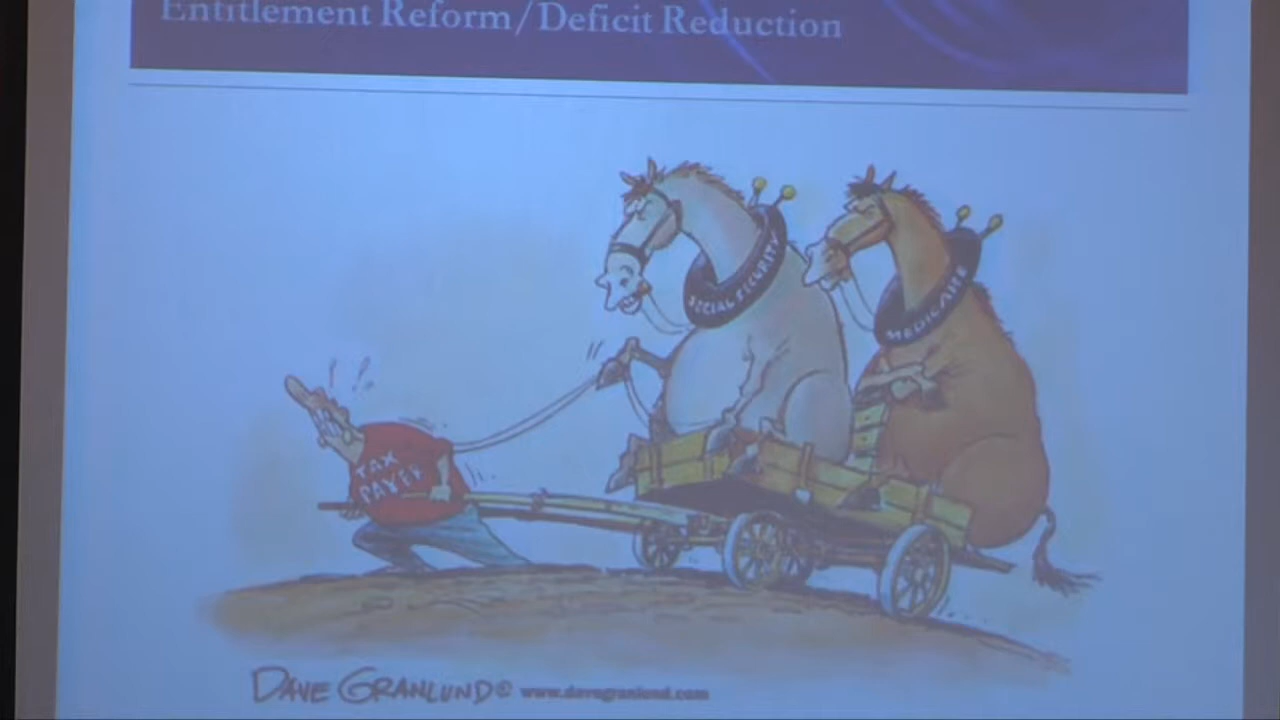 Entitlement Reform/Deficit Reduction
SOCIAL SECURITY
MEDICARE
TAX
PAYER
DAVE GRANLUND© www.davegranlund.com